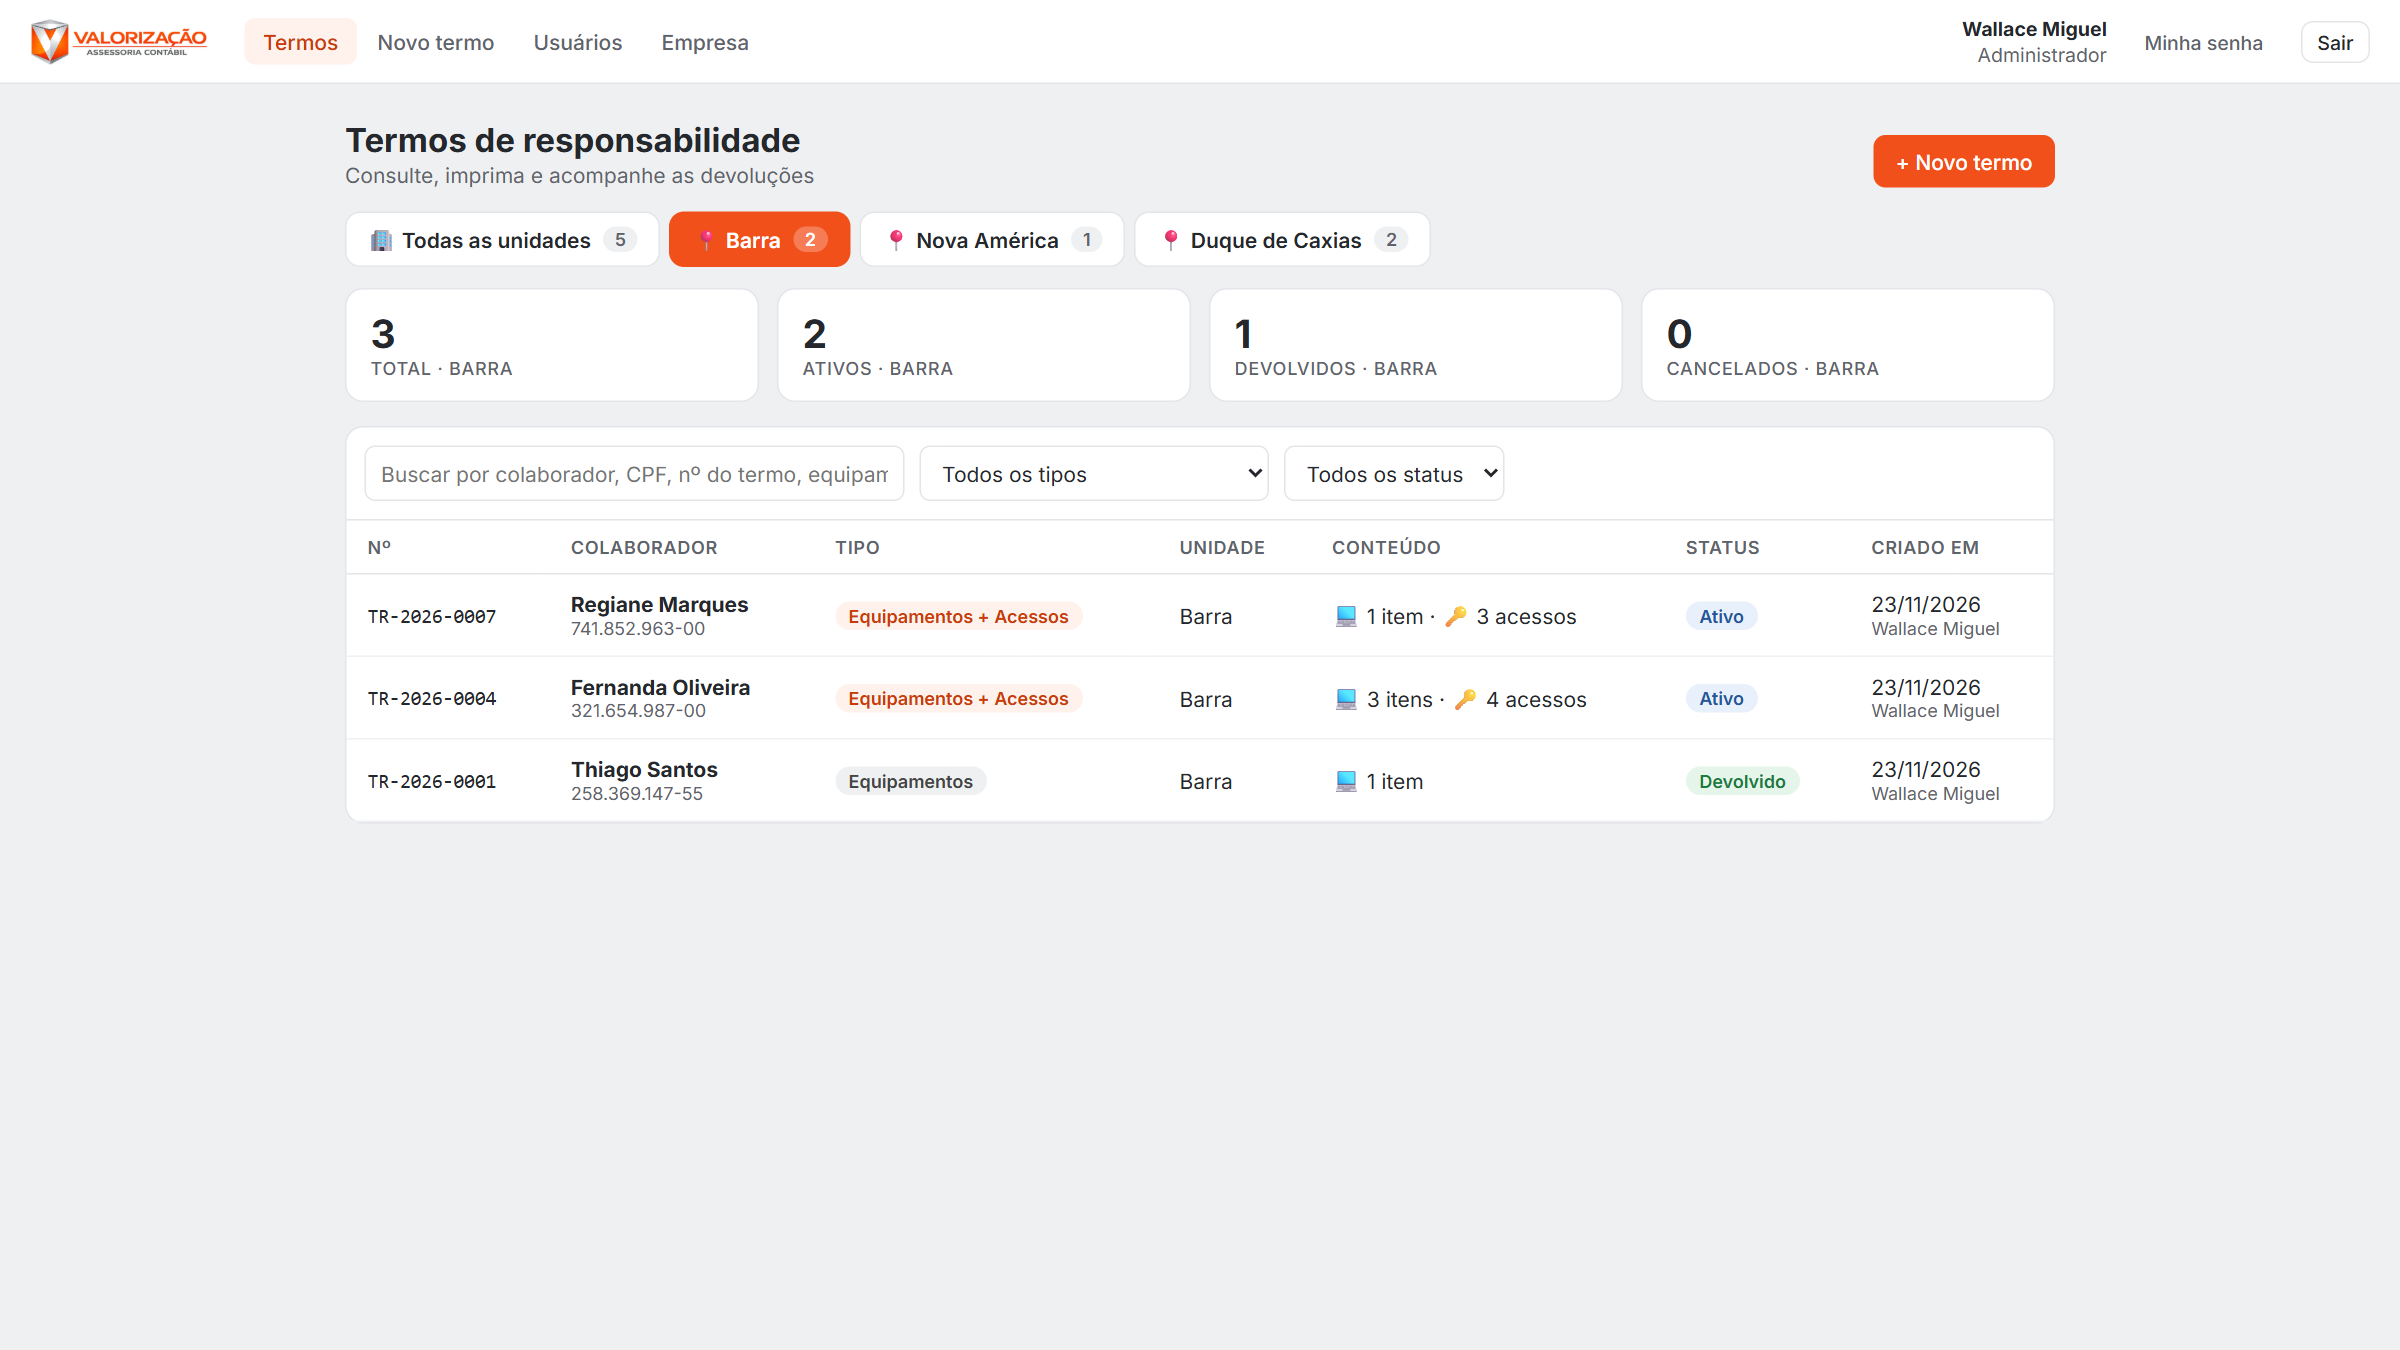 VALORIZAÇÃO
ASSESSORIA CONTÁBIL
Termos
Novo termo
Usuários
Empresa
Wallace Miguel
Administrador
Minha senha
Sair
Termos de responsabilidade
Consulte, imprima e acompanhe as devoluções
+ Novo termo
Todas as unidades 5
Barra 2
Nova América 1
Duque de Caxias 2
3
TOTAL · BARRA
2
ATIVOS · BARRA
1
DEVOLVIDOS · BARRA
0
CANCELADOS · BARRA
Buscar por colaborador, CPF, nº do termo, equipam
Todos os tipos
Todos os status
Nº COLABORADOR TIPO UNIDADE CONTEÚDO STATUS CRIADO EM
TR-2026-0007 Regiane Marques Equipamentos + Acessos Barra 1 item · 3 acessos Ativo 23/11/2026
741.852.963-00 Wallace Miguel
TR-2026-0004 Fernanda Oliveira Equipamentos + Acessos Barra 3 itens · 4 acessos Ativo 23/11/2026
321.654.987-00 Wallace Miguel
TR-2026-0001 Thiago Santos Equipamentos Barra 1 item Devolvido 23/11/2026
258.369.147-55 Wallace Miguel